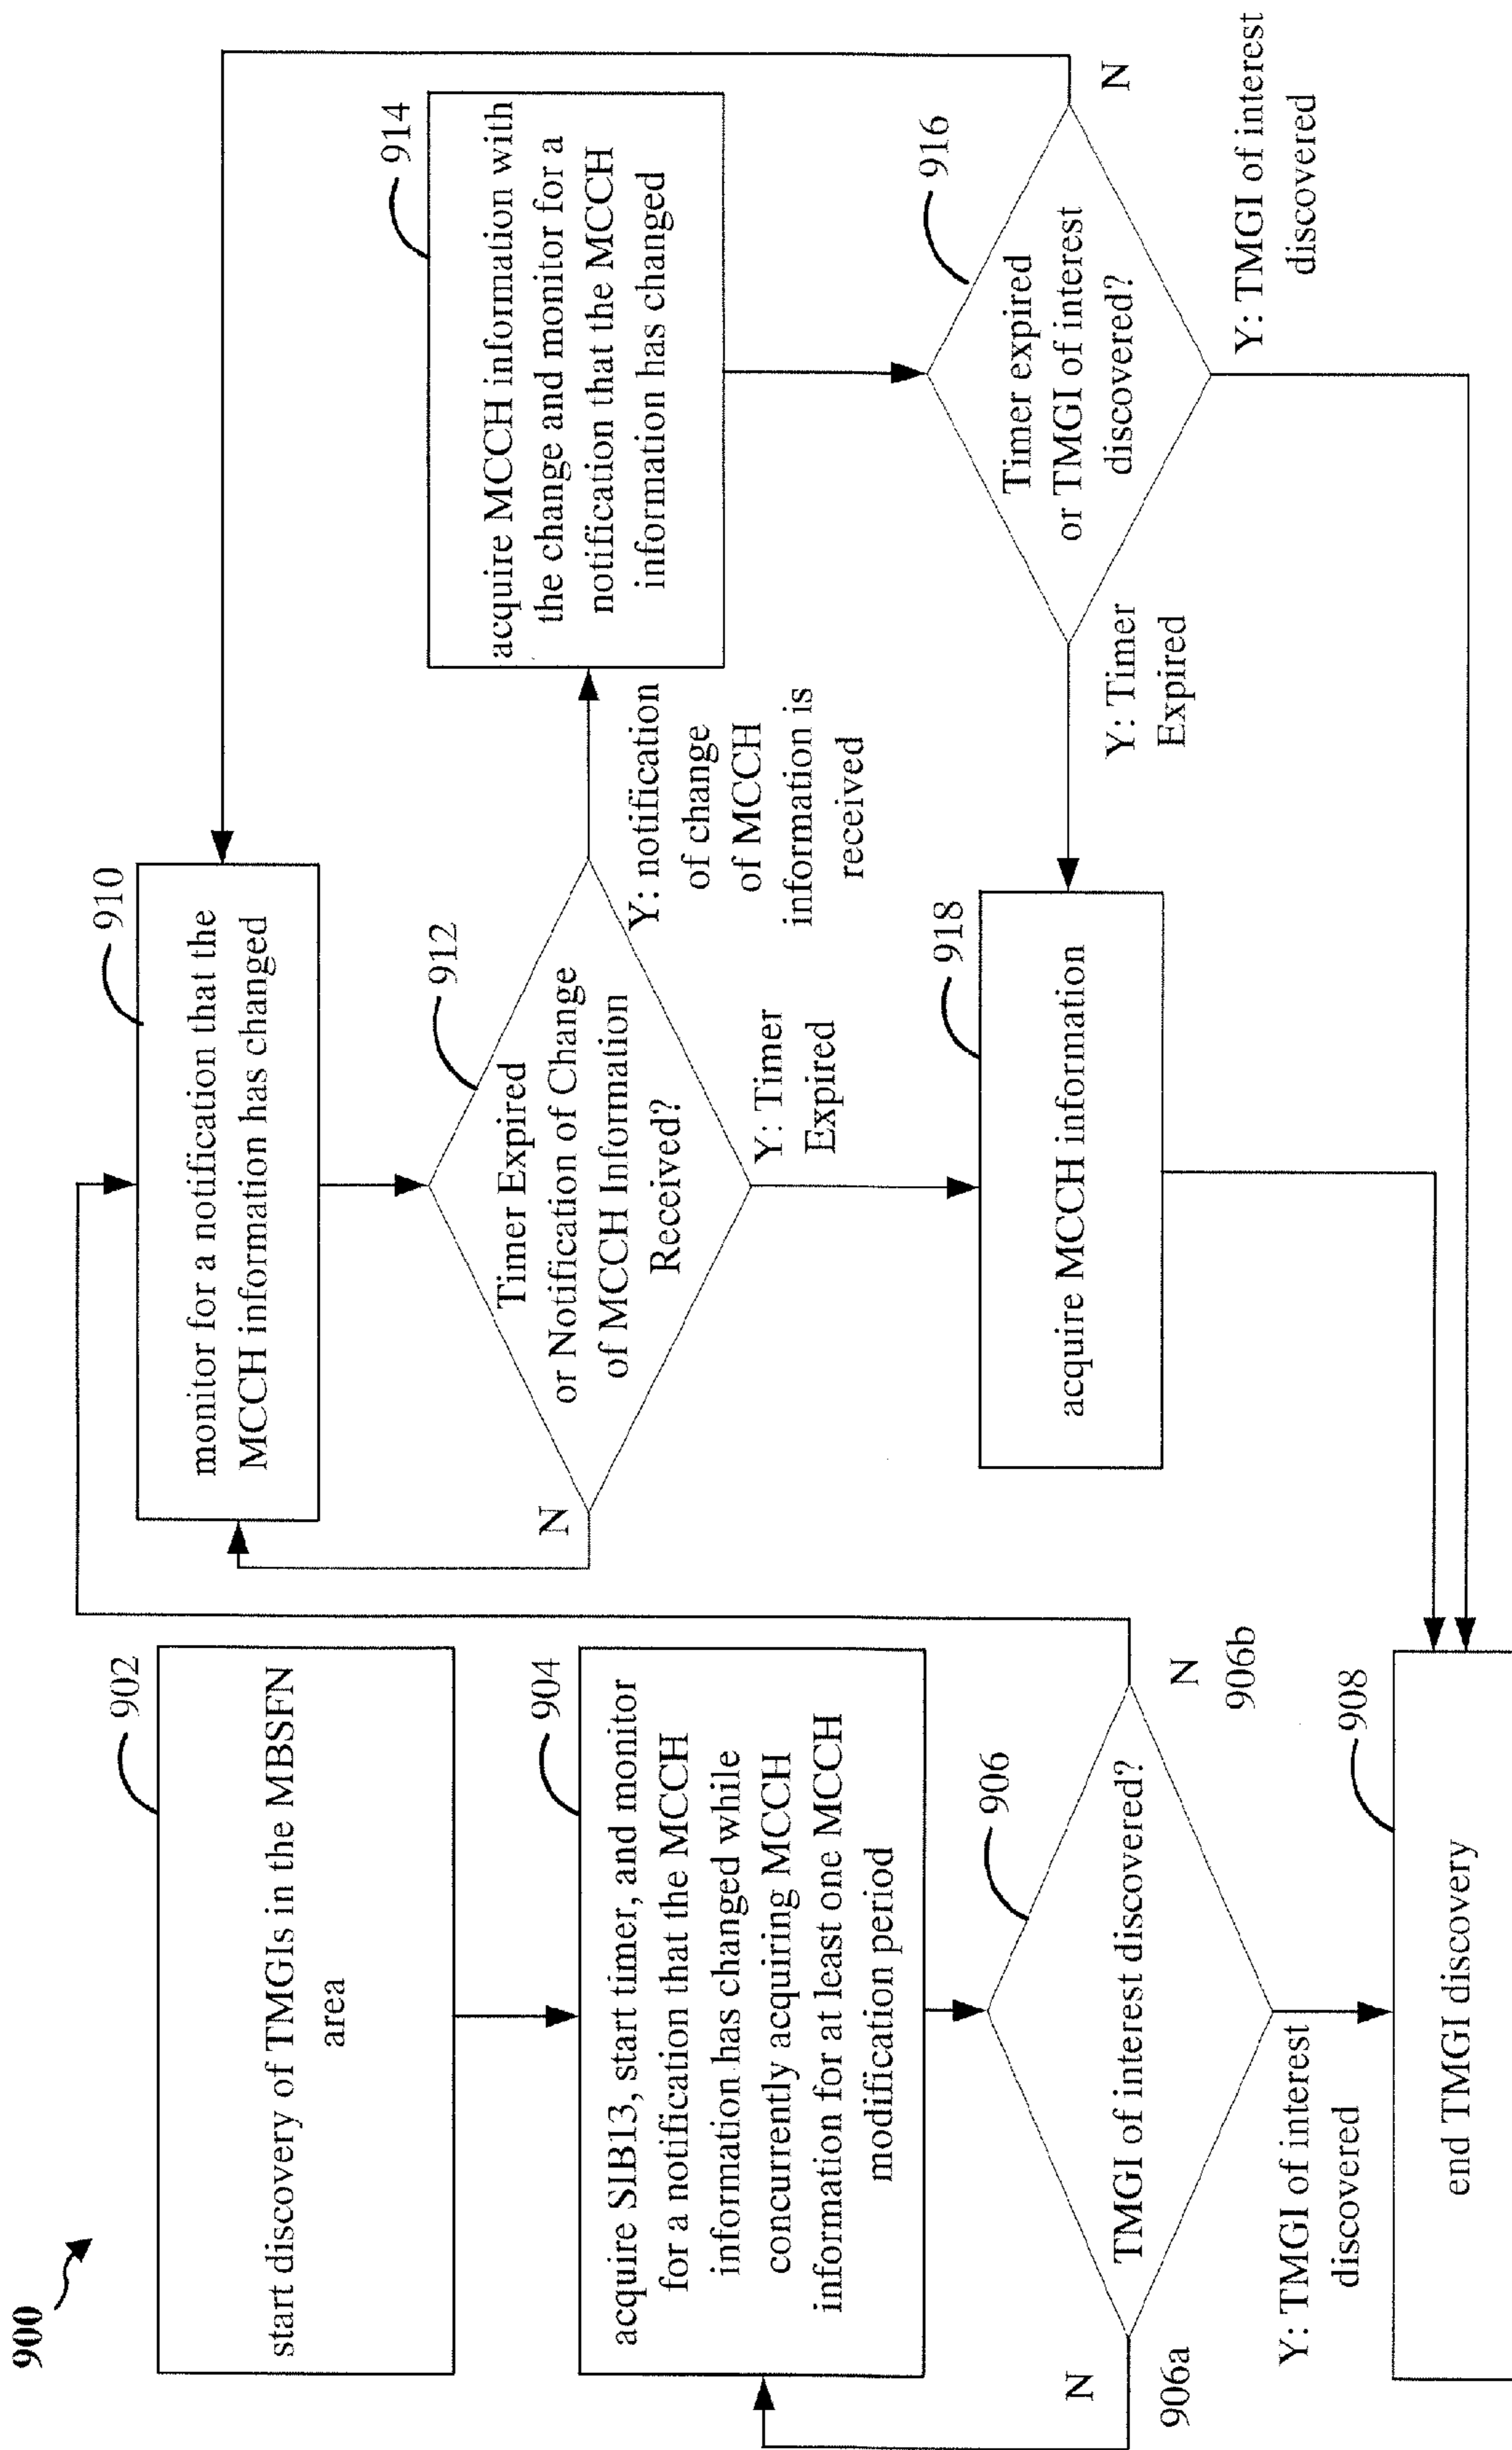 900
902
start discovery of TMGIs in the MBSFN
area
904
acquire SIB13, start timer, and monitor
for a notification that the MCCH
information has changed while
concurrently acquiring MCCH
information for at least one MCCH
modification period
906
TMGI of interest discovered?
N
906a
N
906b
Y: TMGI of interest
discovered
908
end TMGI discovery
910
monitor for a notification that the
MCCH information has changed
912
Timer Expired
or Notification of Change
of MCCH Information
Received?
N
Y: notification
of change
of MCCH
information is
received
Y: Timer
Expired
914
acquire MCCH information with
the change and monitor for a
notification that the MCCH
information has changed
916
Timer expired
or TMGI of interest
discovered?
N
Y: Timer
Expired
Y: TMGI of interest
discovered
918
acquire MCCH information